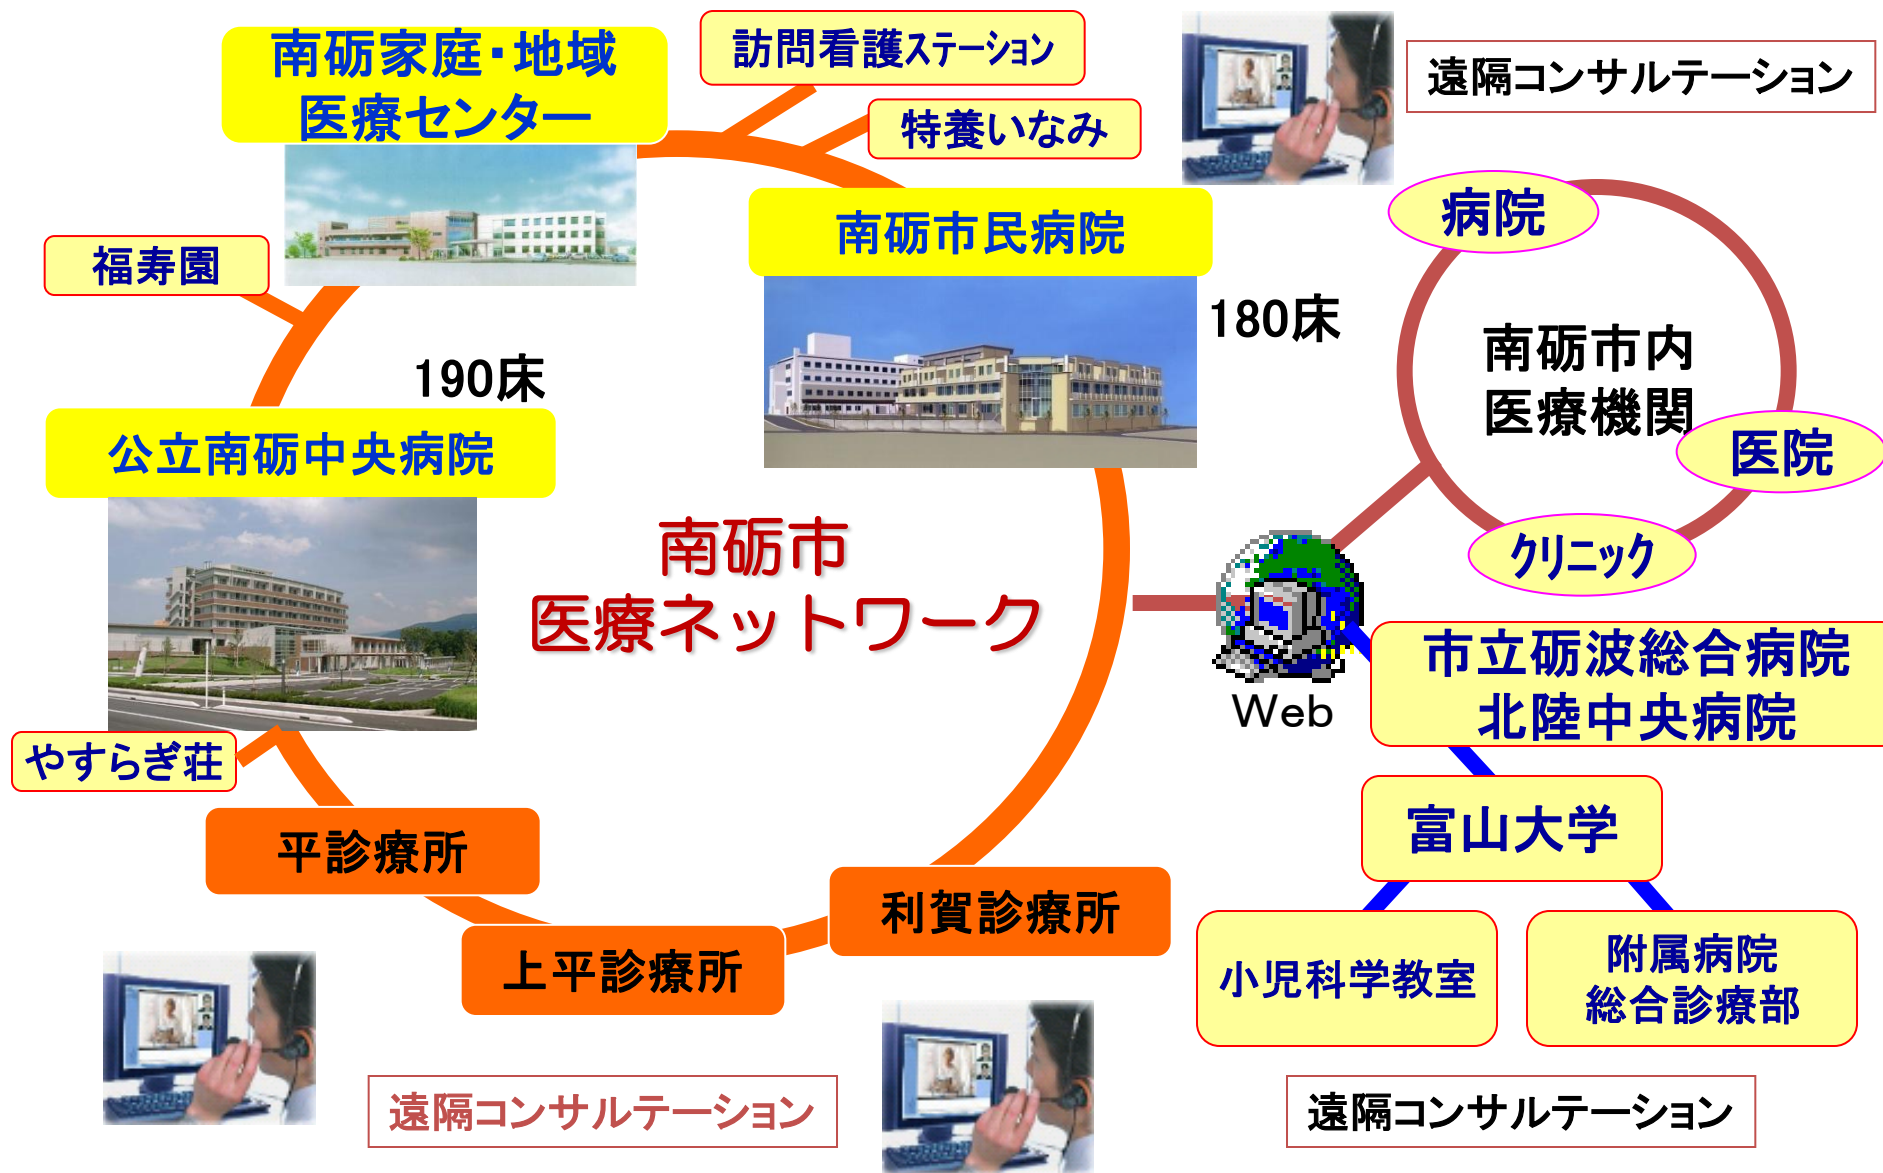 南砺家庭・地域
医療センター
訪問看護ステーション
特養いなみ
遠隔コンサルテーション
病院
南砺市民病院
福寿園
180床
190床
南砺市内
医療機関
医院
公立南砺中央病院
クリニック
南砺市
医療ネットワーク
市立砺波総合病院
北陸中央病院
Web
やすらぎ荘
富山大学
平診療所
利賀診療所
上平診療所
小児科学教室
附属病院
総合診療部
遠隔コンサルテーション
遠隔コンサルテーション